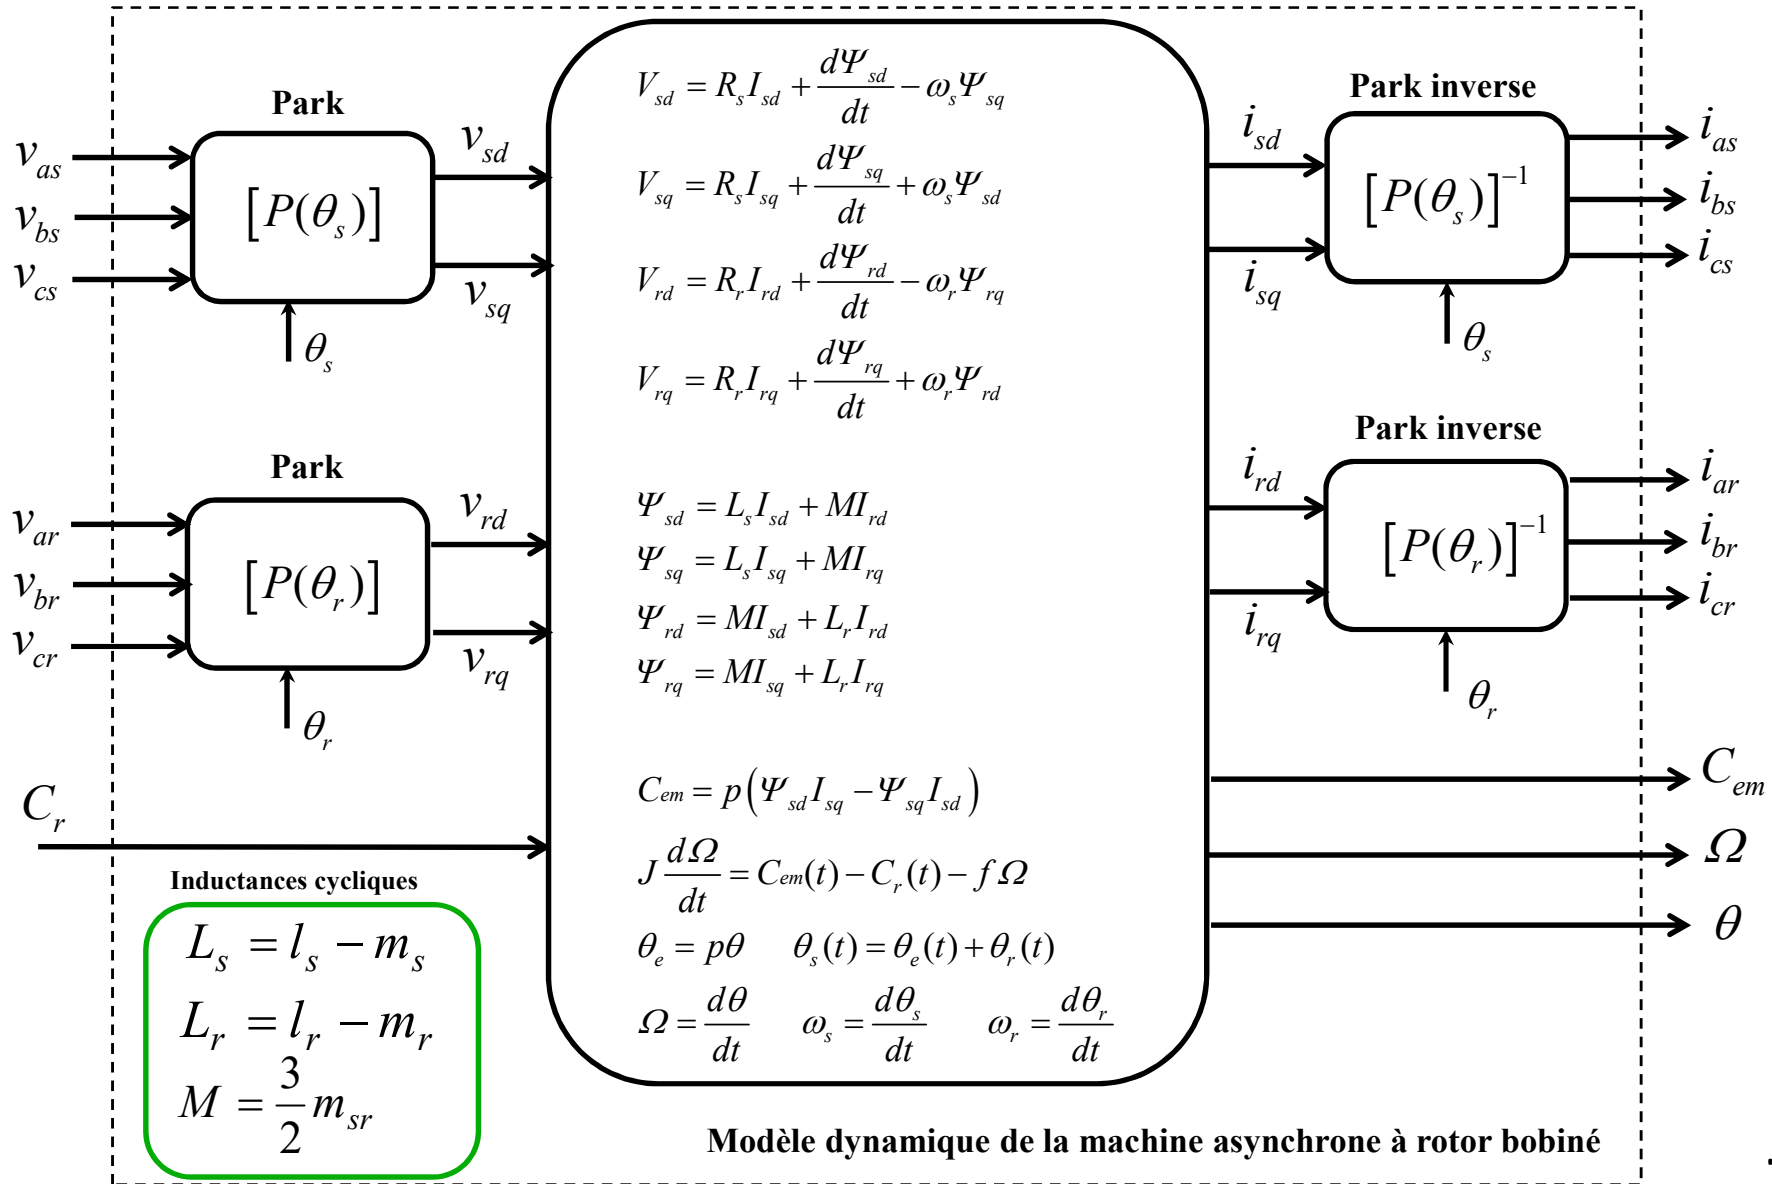 Park
v_as
v_bs
v_cs
[P(θ_s)]
θ_s
v_sd
v_sq
Park
v_ar
v_br
v_cr
[P(θ_r)]
θ_r
v_rd
v_rq
C_r
Inductances cycliques
L_s = l_s − m_s
L_r = l_r − m_r
M = 3/2 m_sr
V_sd = R_s I_sd + dΨ_sd/dt − ω_s Ψ_sq
V_sq = R_s I_sq + dΨ_sq/dt + ω_s Ψ_sd
V_rd = R_r I_rd + dΨ_rd/dt − ω_r Ψ_rq
V_rq = R_r I_rq + dΨ_rq/dt + ω_r Ψ_rd
Ψ_sd = L_s I_sd + M I_rd
Ψ_sq = L_s I_sq + M I_rq
Ψ_rd = M I_sd + L_r I_rd
Ψ_rq = M I_sq + L_r I_rq
C_em = p(Ψ_sd I_sq − Ψ_sq I_sd)
J dΩ/dt = C_em(t) − C_r(t) − f Ω
θ_e = pθ θ_s(t) = θ_e(t) + θ_r(t)
Ω = dθ/dt ω_s = dθ_s/dt ω_r = dθ_r/dt
i_sd
i_sq
Park inverse
[P(θ_s)]^−1
θ_s
i_as
i_bs
i_cs
i_rd
i_rq
Park inverse
[P(θ_r)]^−1
θ_r
i_ar
i_br
i_cr
C_em
Ω
θ
Modèle dynamique de la machine asynchrone à rotor bobiné